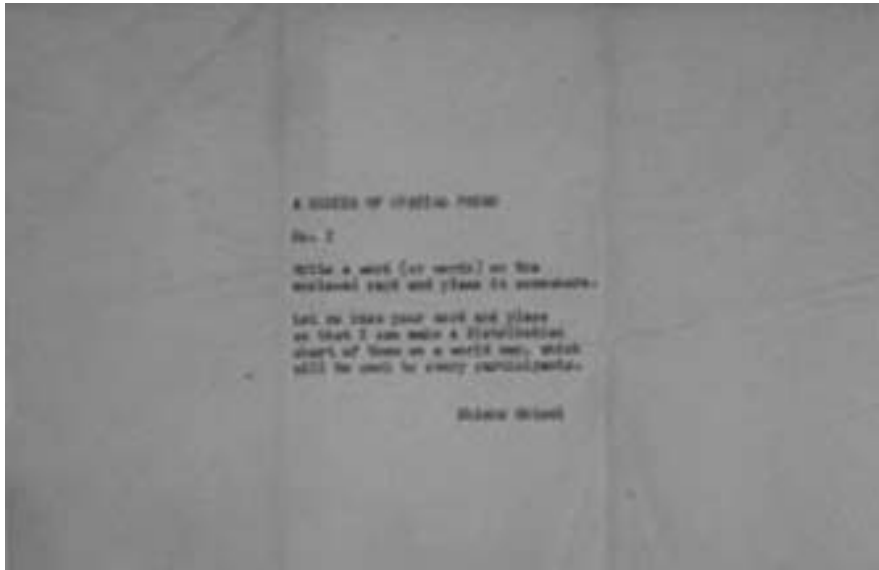 A SERIES OF SPATIAL POEMS
No. 1
Write a word (or words) on the
enclosed card and place it somewhere.
Let me know your word and place
so that I can make a distribution
chart of them on a world map, which
will be sent to every participants.
Chieko Shiomi